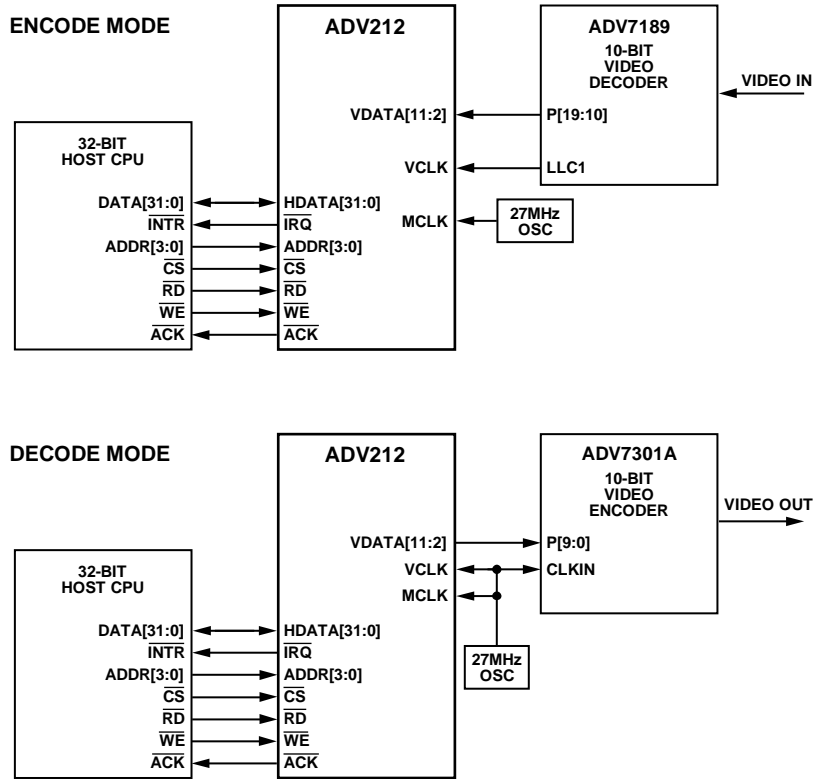 ENCODE MODE
ADV212
ADV7189
10-BIT
VIDEO
DECODER
VIDEO IN
VDATA[11:2]
P[19:10]
32-BIT
HOST CPU
VCLK
LLC1
DATA[31:0]
HDATA[31:0]
MCLK
27MHz
OSC
INTR
IRQ
ADDR[3:0]
ADDR[3:0]
CS
CS
RD
RD
WE
WE
ACK
ACK
DECODE MODE
ADV212
ADV7301A
10-BIT
VIDEO
ENCODER
VIDEO OUT
VDATA[11:2]
P[9:0]
32-BIT
HOST CPU
VCLK
CLKIN
MCLK
DATA[31:0]
HDATA[31:0]
INTR
IRQ
27MHz
OSC
ADDR[3:0]
ADDR[3:0]
CS
CS
RD
RD
WE
WE
ACK
ACK